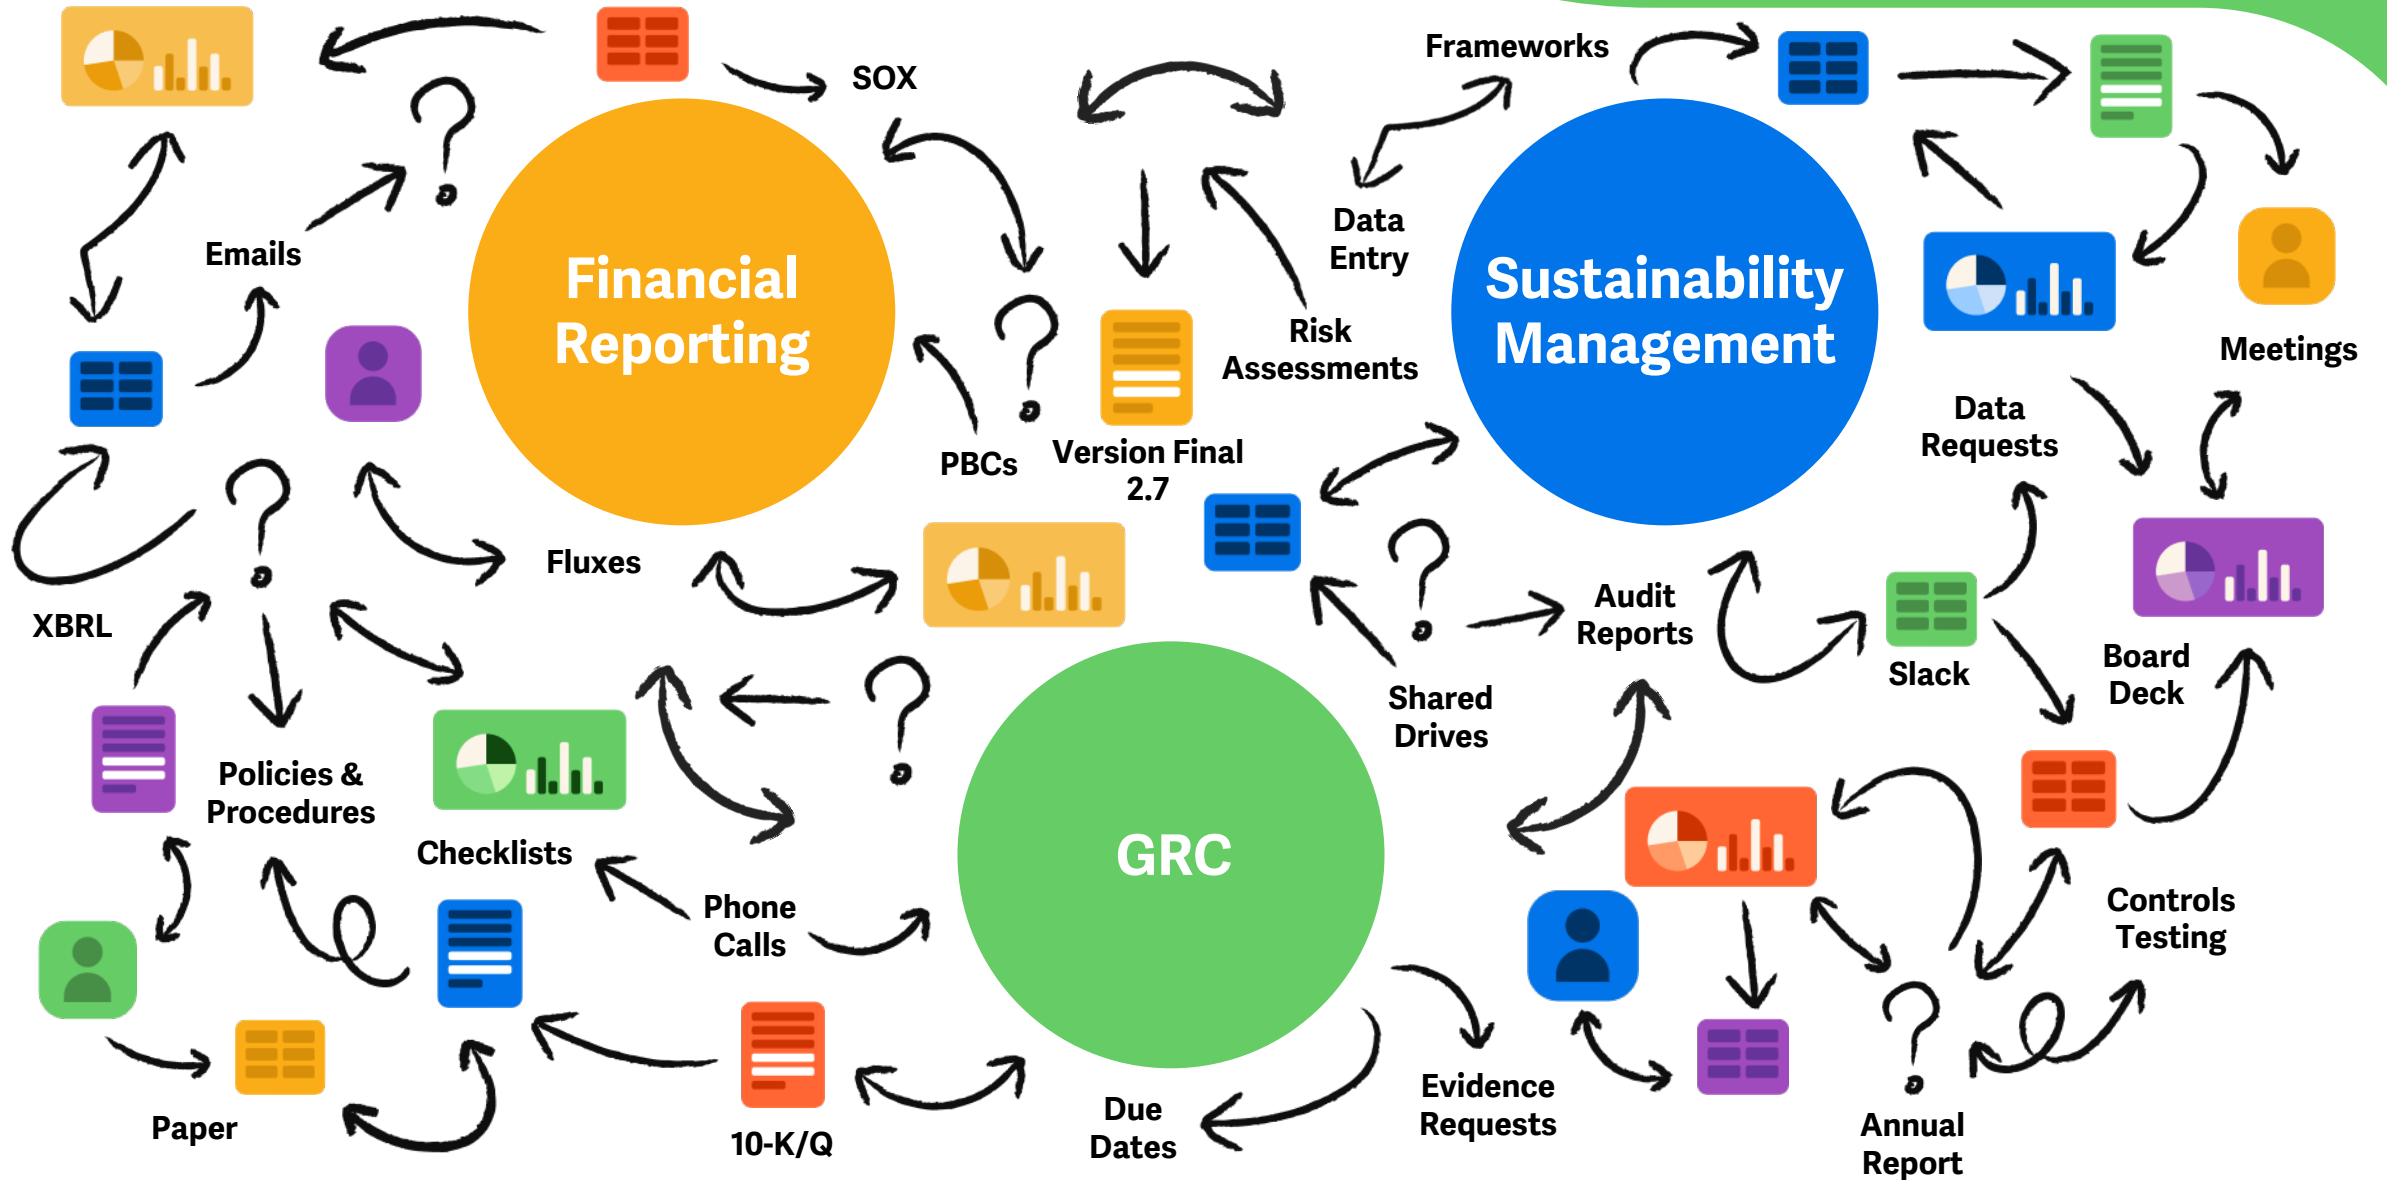 Frameworks
SOX
Data
Entry
Emails
Financial
Reporting
Sustainability
Management
Risk
Assessments
Meetings
Data
Requests
PBCs
Version Final
2.7
Fluxes
XBRL
Audit
Reports
Slack
Board
Deck
Shared
Drives
Policies &
Procedures
Checklists
GRC
Phone
Calls
Controls
Testing
Evidence
Requests
Due
Dates
Paper
10-K/Q
Annual
Report